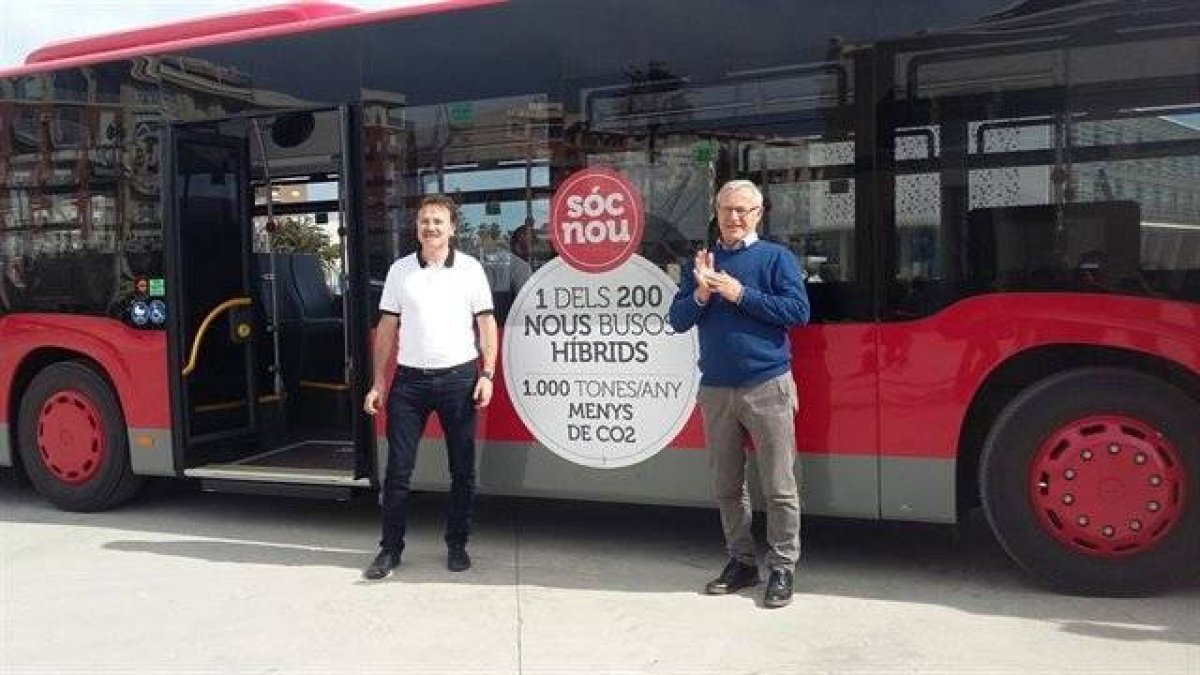 sóc
nou
1 DELS 200
NOUS BUSOS
HÍBRIDS
1.000 TONES/ANY
MENYS
DE CO2